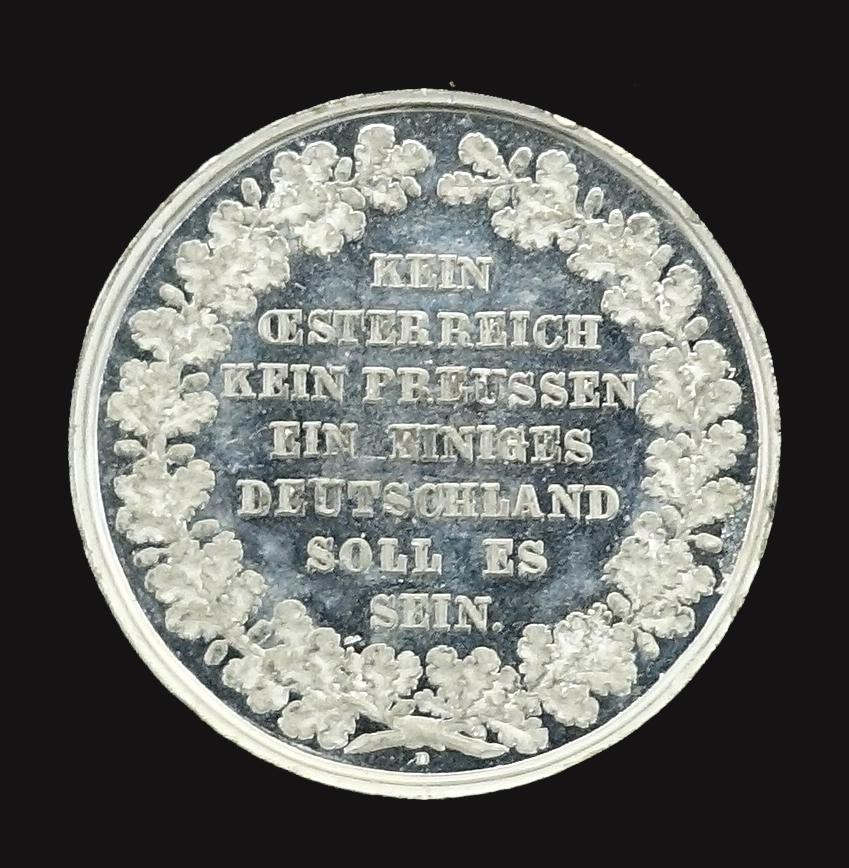 KEIN
ŒSTERREICH
KEIN PREUSSEN
EIN EINIGES
DEUTSCHLAND
SOLL ES
SEIN.
D